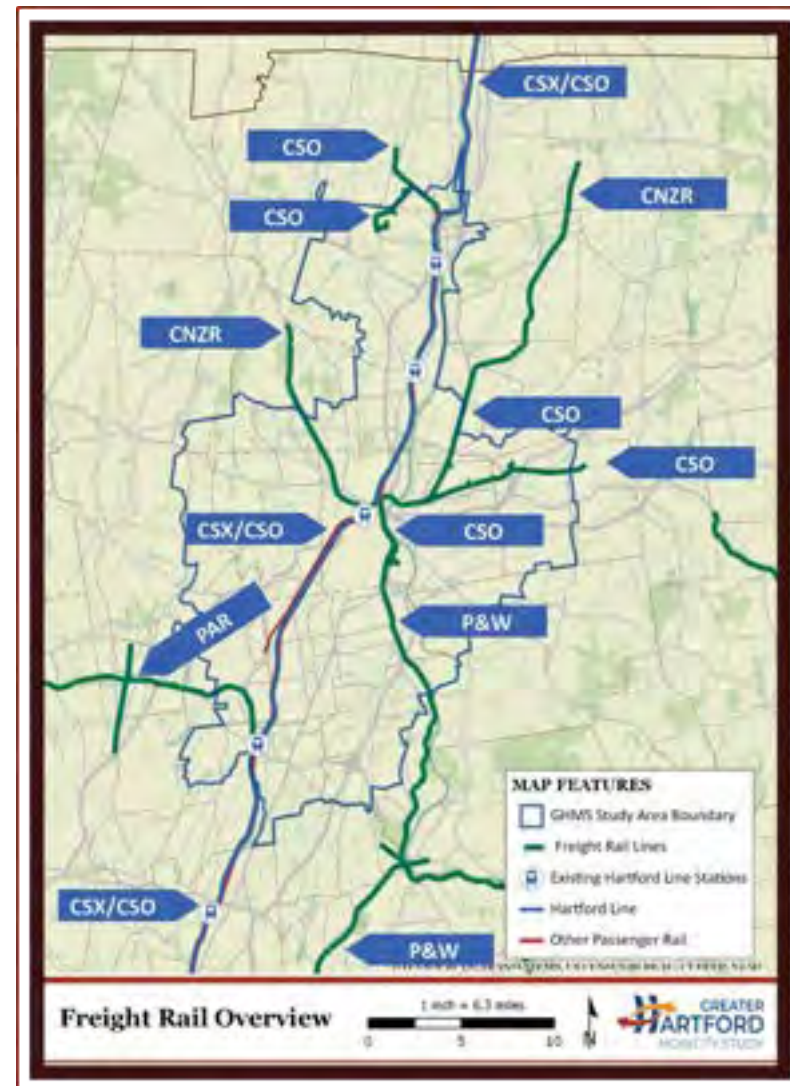 CSX/CSO
CSO
CNZR
CSO
CNZR
CSO
CSO
CSX/CSO
CSO
PAR
P&W
MAP FEATURES
GHMS Study Area Boundary
Freight Rail Lines
Existing Hartford Line Stations
Hartford Line
Other Passenger Rail
CSX/CSO
P&W
Freight Rail Overview
1 inch = 6.3 miles
0 5 10
N
GREATER
HARTFORD
MOBILITY STUDY